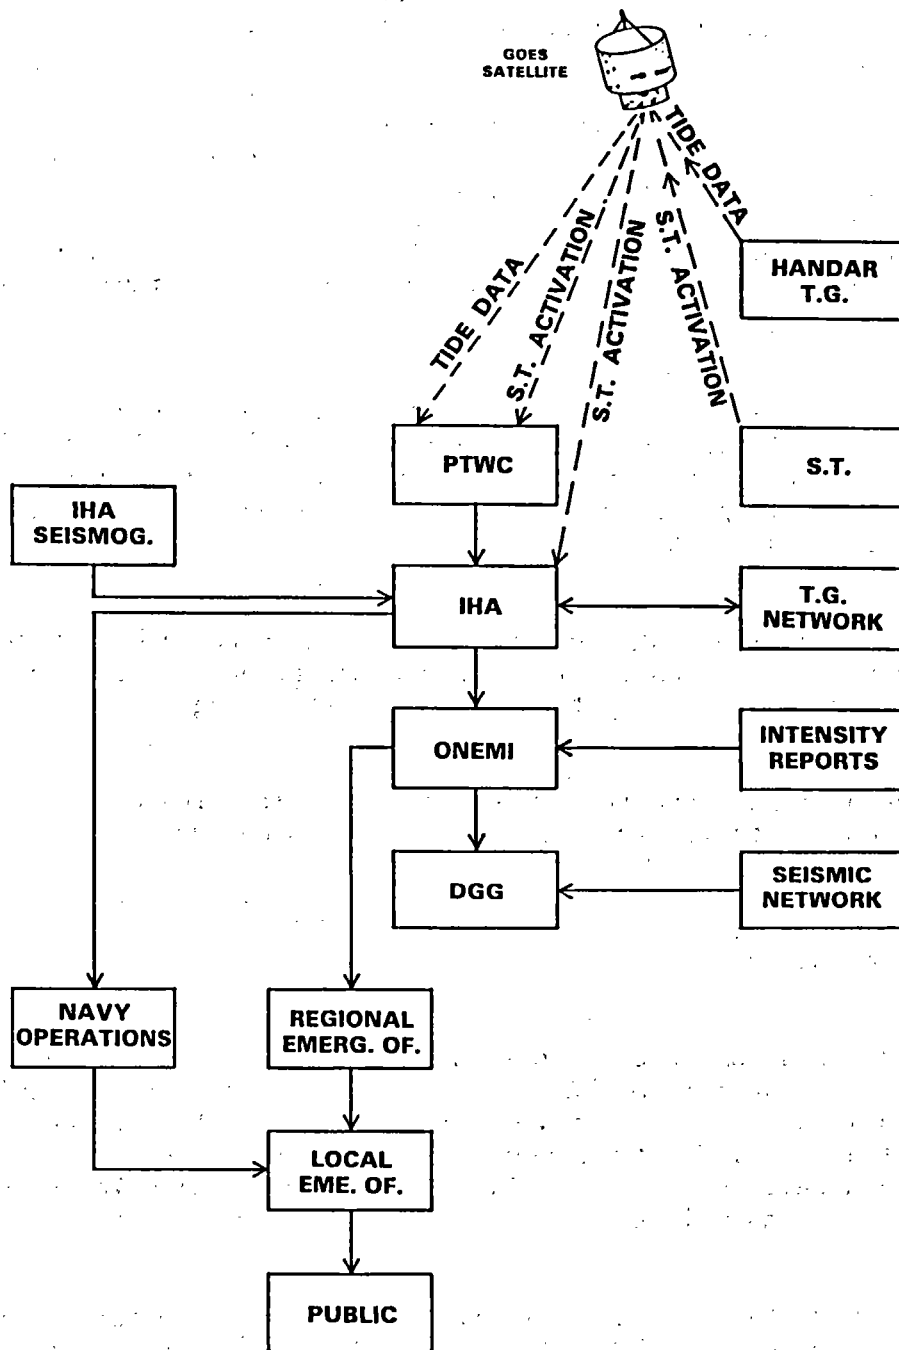 GOES
SATELLITE
TIDE DATA
S.T. ACTIVATION
S.T. ACTIVATION
S.T. ACTIVATION
TIDE DATA
HANDAR
T.G.
PTWC
S.T.
IHA
SEISMOG.
IHA
T.G.
NETWORK
ONEMI
INTENSITY
REPORTS
DGG
SEISMIC
NETWORK
NAVY
OPERATIONS
REGIONAL
EMERG. OF.
LOCAL
EME. OF.
PUBLIC